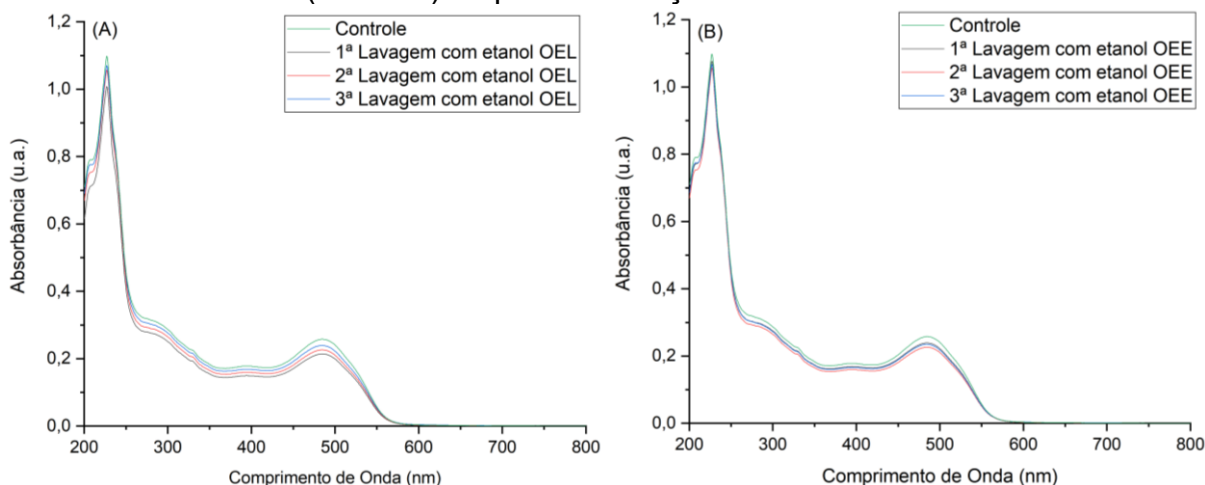 (A)
Controle
1ª Lavagem com etanol OEL
2ª Lavagem com etanol OEL
3ª Lavagem com etanol OEL
1,2
1,0
0,8
0,6
0,4
0,2
0,0
Absorbância (u.a.)
200 300 400 500 600 700 800
Comprimento de Onda (nm)
(B)
Controle
1ª Lavagem com etanol OEE
2ª Lavagem com etanol OEE
3ª Lavagem com etanol OEE
1,2
1,0
0,8
0,6
0,4
0,2
0,0
Absorbância (u.a.)
200 300 400 500 600 700 800
Comprimento de Onda (nm)